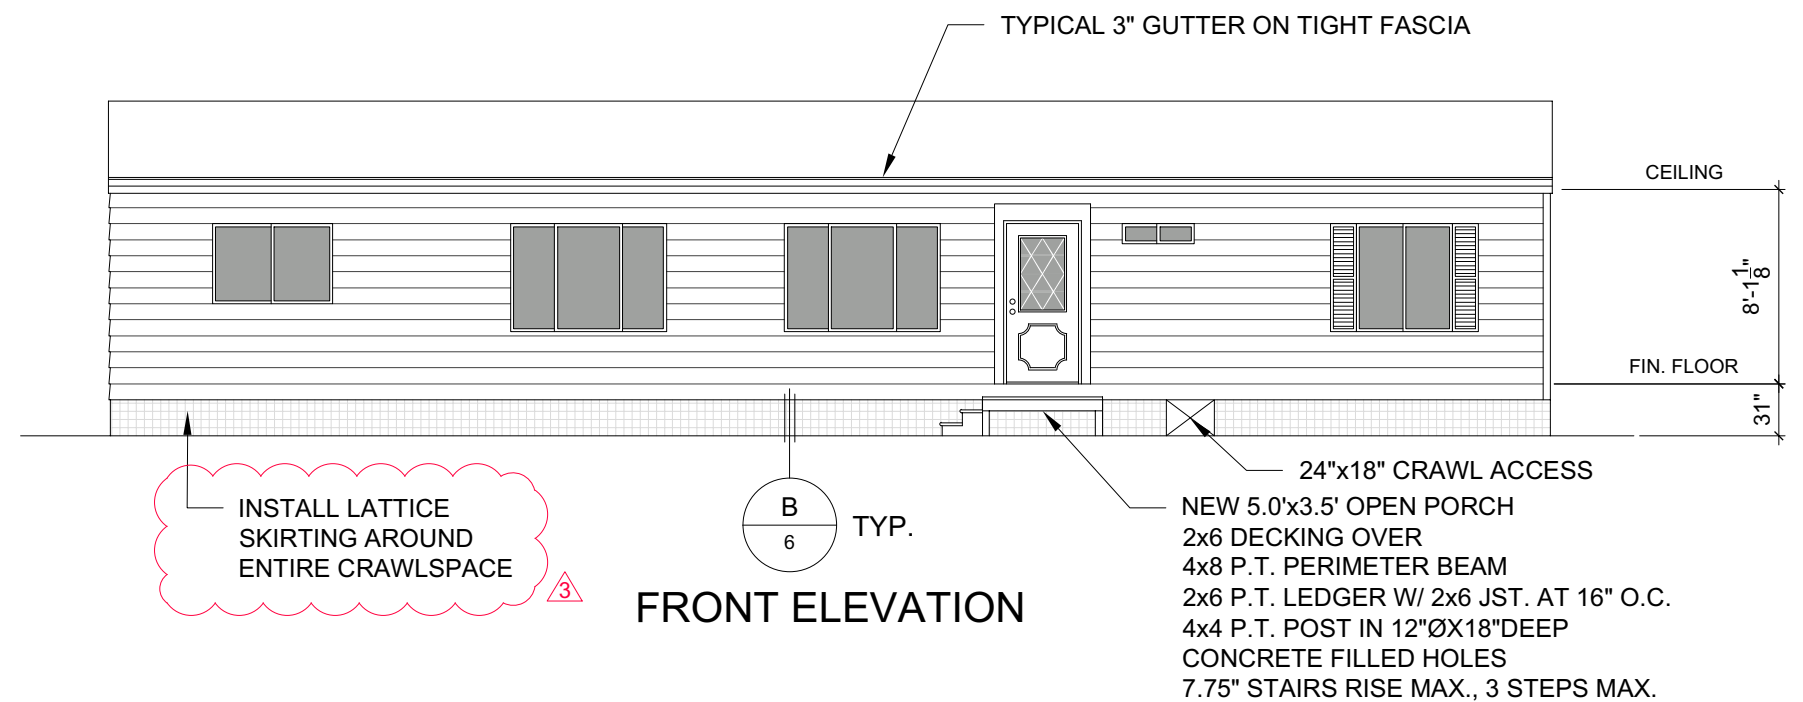 TYPICAL 3" GUTTER ON TIGHT FASCIA
CEILING
8'-1 1/8"
FIN. FLOOR
31"
24"x18" CRAWL ACCESS
INSTALL LATTICE
SKIRTING AROUND
ENTIRE CRAWLSPACE
3
B
6
TYP.
FRONT ELEVATION
NEW 5.0'x3.5' OPEN PORCH
2x6 DECKING OVER
4x8 P.T. PERIMETER BEAM
2x6 P.T. LEDGER W/ 2x6 JST. AT 16" O.C.
4x4 P.T. POST IN 12"ØX18"DEEP
CONCRETE FILLED HOLES
7.75" STAIRS RISE MAX., 3 STEPS MAX.